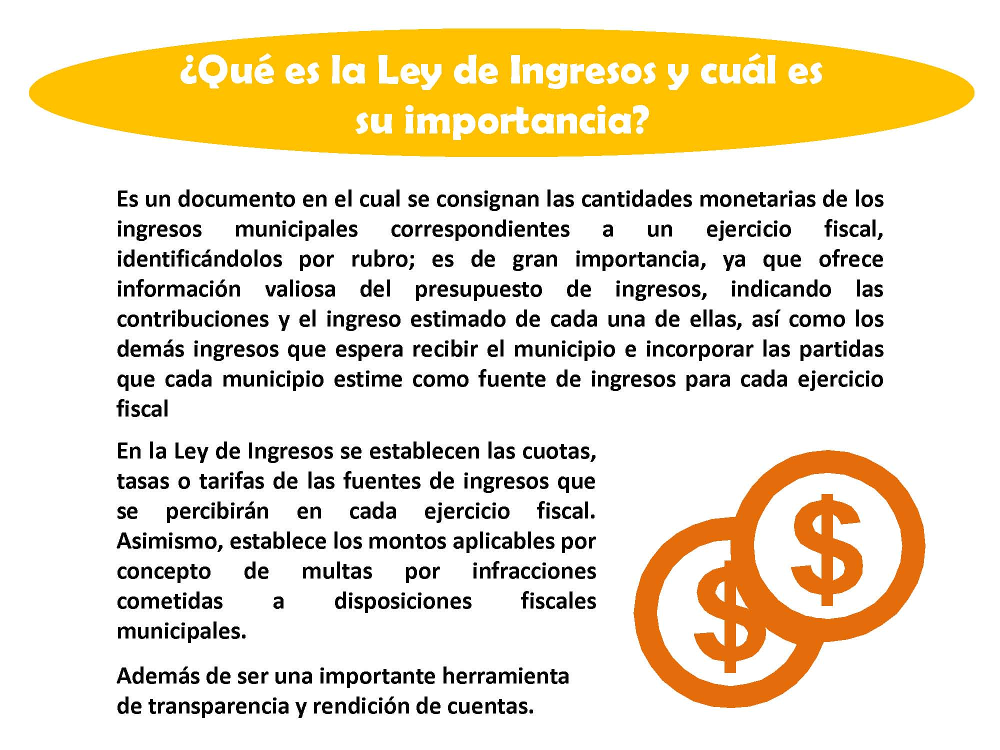 ¿Qué es la Ley de Ingresos y cuál es
su importancia?
Es un documento en el cual se consignan las cantidades monetarias de los
ingresos municipales correspondientes a un ejercicio fiscal,
identificándolos por rubro; es de gran importancia, ya que ofrece
información valiosa del presupuesto de ingresos, indicando las
contribuciones y el ingreso estimado de cada una de ellas, así como los
demás ingresos que espera recibir el municipio e incorporar las partidas
que cada municipio estime como fuente de ingresos para cada ejercicio
fiscal
En la Ley de Ingresos se establecen las cuotas,
tasas o tarifas de las fuentes de ingresos que
se percibirán en cada ejercicio fiscal.
Asimismo, establece los montos aplicables por
concepto de multas por infracciones
cometidas a disposiciones fiscales
municipales.
Además de ser una importante herramienta
de transparencia y rendición de cuentas.
$
$